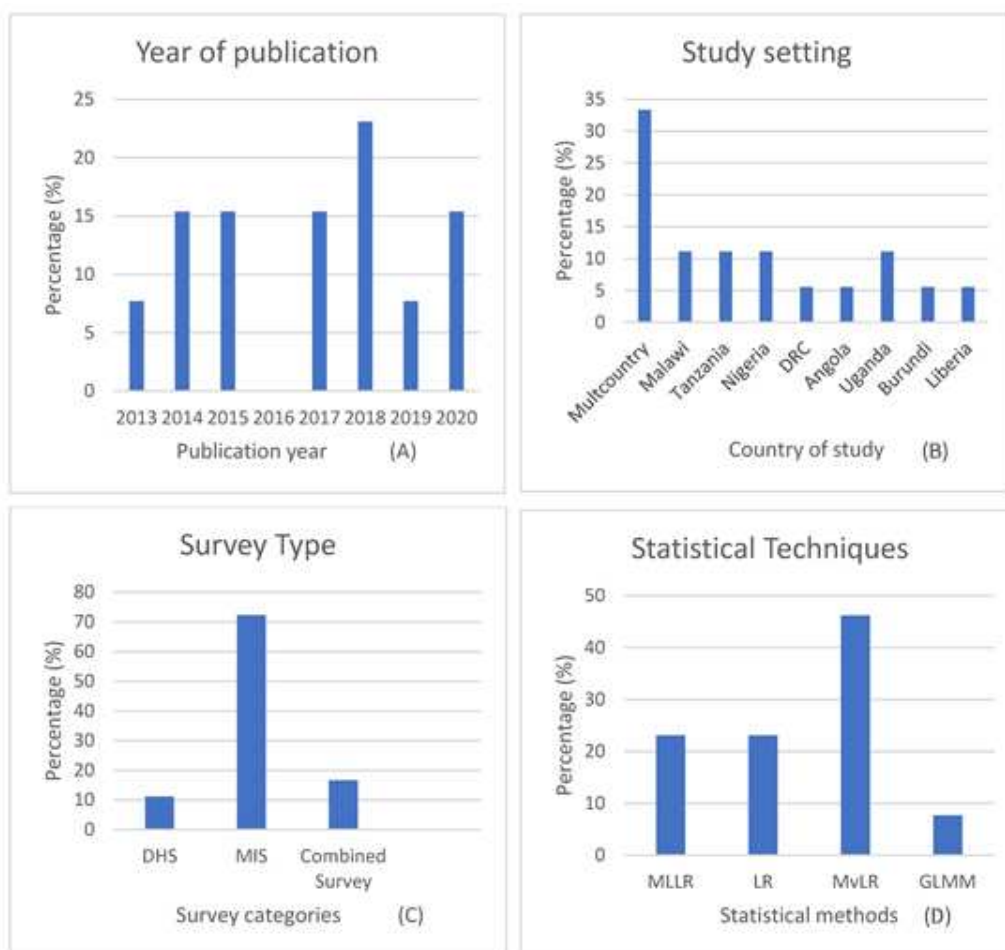 Year of publication
Percentage (%)
25
20
15
10
5
0
2013 2014 2015 2016 2017 2018 2019 2020
Publication year (A)
Study setting
Percentage (%)
35
30
25
20
15
10
5
0
Multcountry
Malawi
Tanzania
Nigeria
DRC
Angola
Uganda
Burundi
Liberia
Country of study (B)
Survey Type
Percentage (%)
80
70
60
50
40
30
20
10
0
DHS MIS Combined
Survey
Survey categories (C)
Statistical Techniques
Percentage (%)
50
40
30
20
10
0
MLLR LR MvLR GLMM
Statistical methods (D)